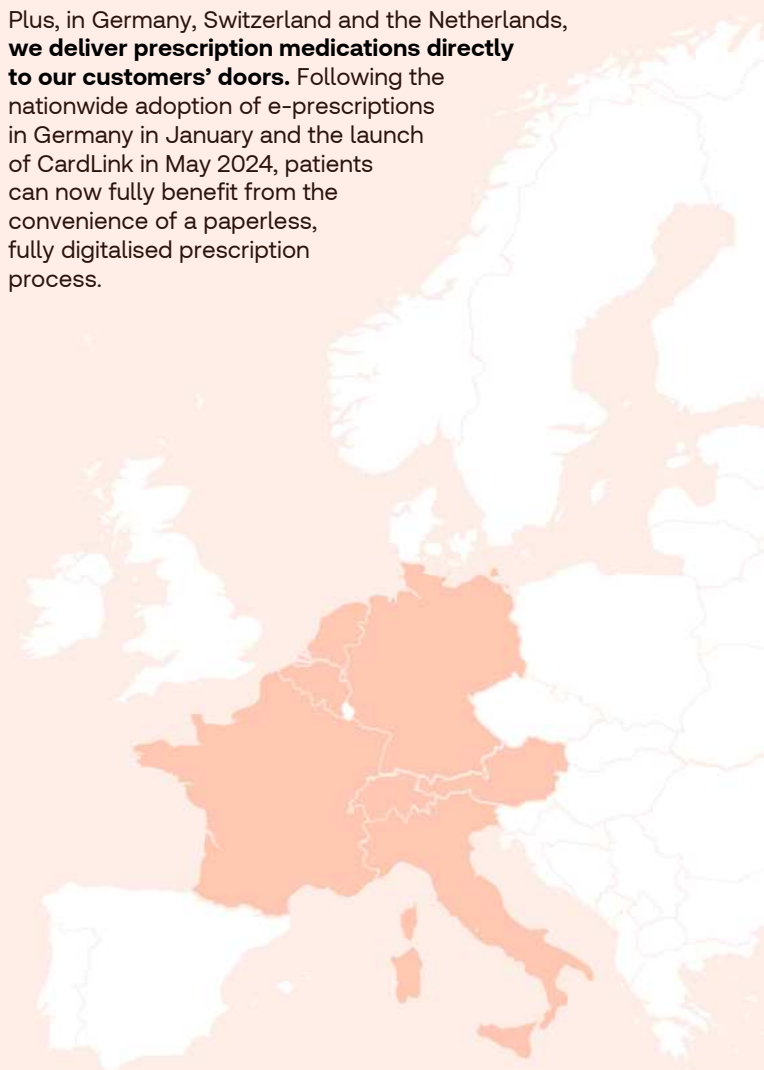 Plus, in Germany, Switzerland and the Netherlands,
we deliver prescription medications directly
to our customers’ doors. Following the
nationwide adoption of e-prescriptions
in Germany in January and the launch
of CardLink in May 2024, patients
can now fully benefit from the
convenience of a paperless,
fully digitalised prescription
process.